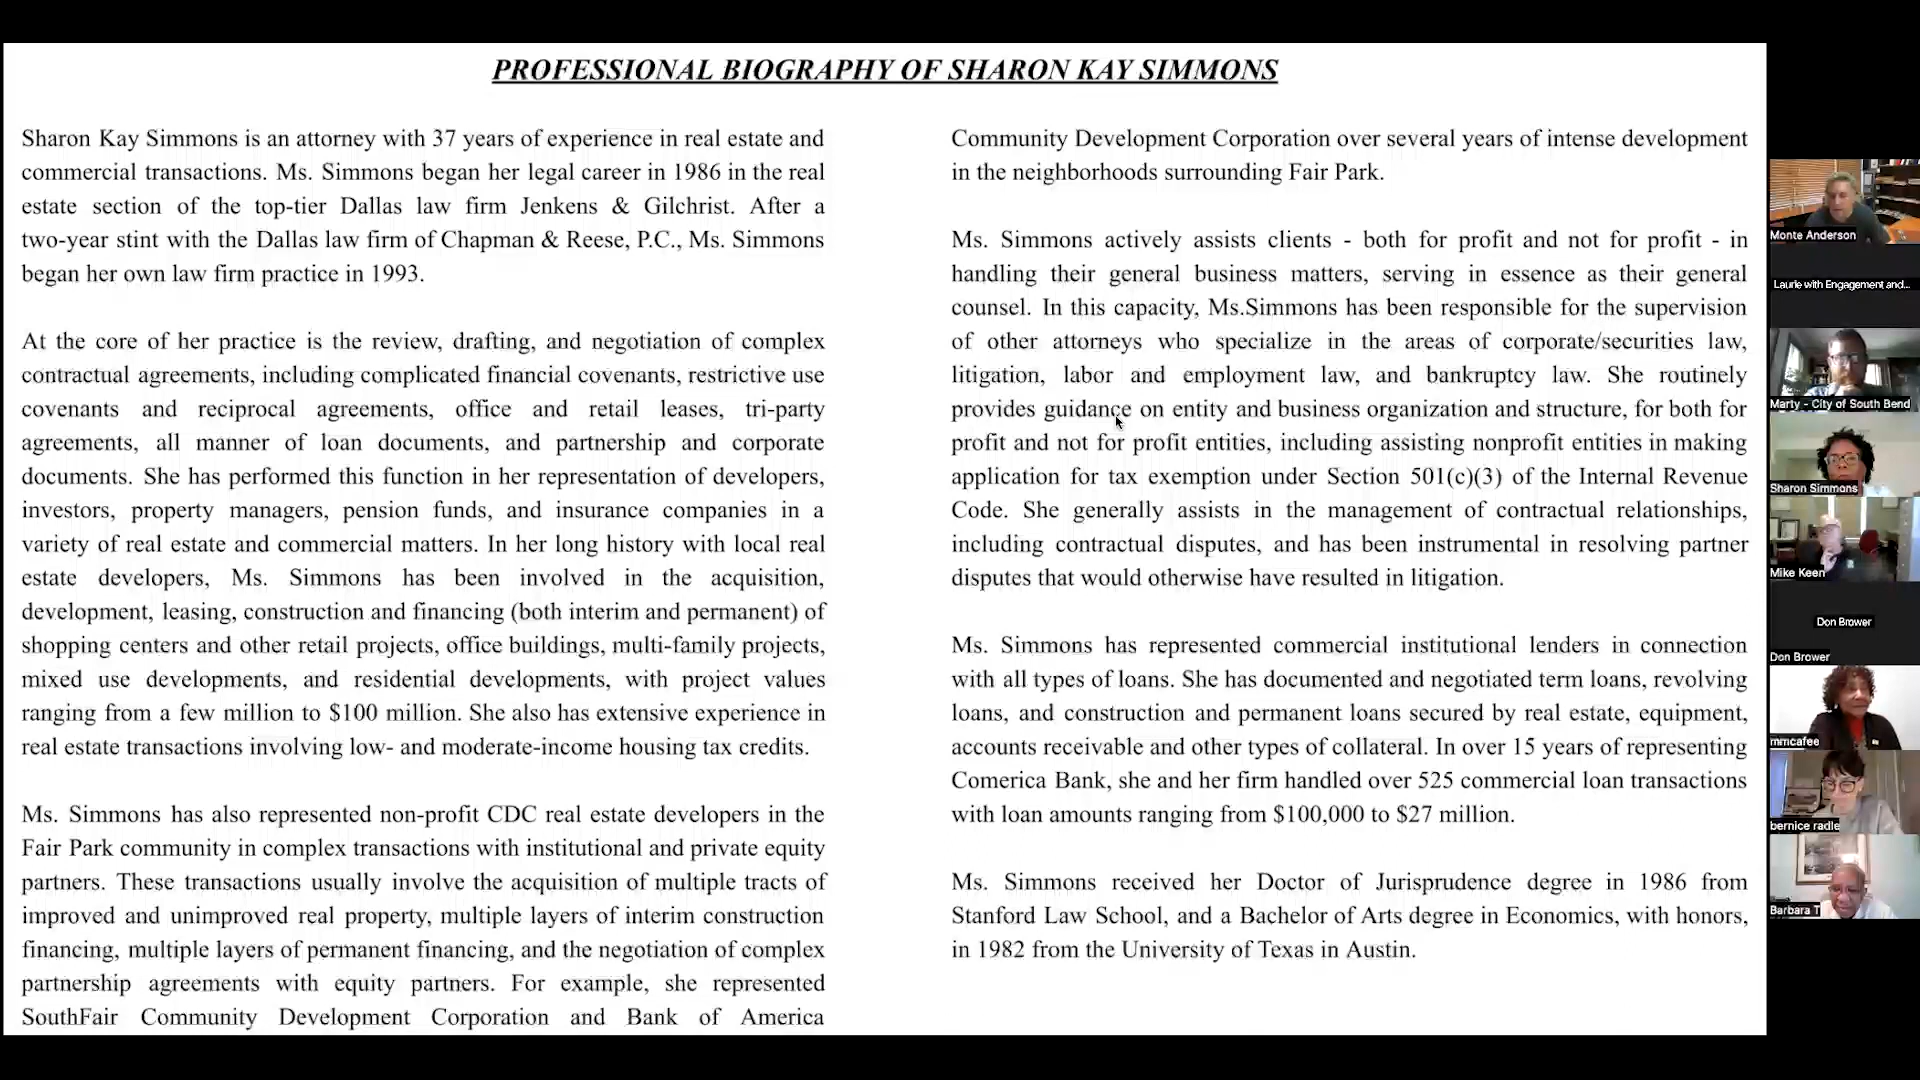 PROFESSIONAL BIOGRAPHY OF SHARON KAY SIMMONS
Sharon Kay Simmons is an attorney with 37 years of experience in real estate and
commercial transactions. Ms. Simmons began her legal career in 1986 in the real
estate section of the top-tier Dallas law firm Jenkens & Gilchrist. After a
two-year stint with the Dallas law firm of Chapman & Reese, P.C., Ms. Simmons
began her own law firm practice in 1993.
At the core of her practice is the review, drafting, and negotiation of complex
contractual agreements, including complicated financial covenants, restrictive use
covenants and reciprocal agreements, office and retail leases, tri-party
agreements, all manner of loan documents, and partnership and corporate
documents. She has performed this function in her representation of developers,
investors, property managers, pension funds, and insurance companies in a
variety of real estate and commercial matters. In her long history with local real
estate developers, Ms. Simmons has been involved in the acquisition,
development, leasing, construction and financing (both interim and permanent) of
shopping centers and other retail projects, office buildings, multi-family projects,
mixed use developments, and residential developments, with project values
ranging from a few million to $100 million. She also has extensive experience in
real estate transactions involving low- and moderate-income housing tax credits.
Ms. Simmons has also represented non-profit CDC real estate developers in the
Fair Park community in complex transactions with institutional and private equity
partners. These transactions usually involve the acquisition of multiple tracts of
improved and unimproved real property, multiple layers of interim construction
financing, multiple layers of permanent financing, and the negotiation of complex
partnership agreements with equity partners. For example, she represented
SouthFair Community Development Corporation and Bank of America
Community Development Corporation over several years of intense development
in the neighborhoods surrounding Fair Park.
Ms. Simmons actively assists clients - both for profit and not for profit - in
handling their general business matters, serving in essence as their general
counsel. In this capacity, Ms.Simmons has been responsible for the supervision
of other attorneys who specialize in the areas of corporate/securities law,
litigation, labor and employment law, and bankruptcy law. She routinely
provides guidance on entity and business organization and structure, for both for
profit and not for profit entities, including assisting nonprofit entities in making
application for tax exemption under Section 501(c)(3) of the Internal Revenue
Code. She generally assists in the management of contractual relationships,
including contractual disputes, and has been instrumental in resolving partner
disputes that would otherwise have resulted in litigation.
Ms. Simmons has represented commercial institutional lenders in connection
with all types of loans. She has documented and negotiated term loans, revolving
loans, and construction and permanent loans secured by real estate, equipment,
accounts receivable and other types of collateral. In over 15 years of representing
Comerica Bank, she and her firm handled over 525 commercial loan transactions
with loan amounts ranging from $100,000 to $27 million.
Ms. Simmons received her Doctor of Jurisprudence degree in 1986 from
Stanford Law School, and a Bachelor of Arts degree in Economics, with honors,
in 1982 from the University of Texas in Austin.
Monte Anderson
Laurie with Engagement and...
Marty - City of South Bend
Sharon Simmons
Mike Keen
Don Brower
Don Brower
mmcafee
bernice radle
Barbara T